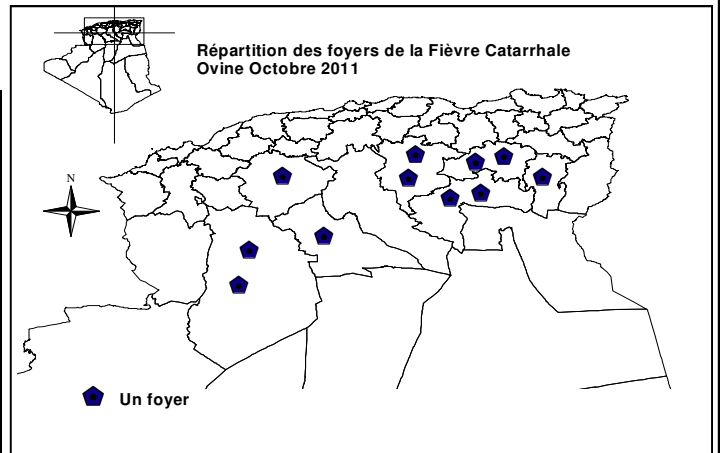 Répartition des foyers de la Fièvre Catarrhale
Ovine Octobre 2011
N
Un foyer